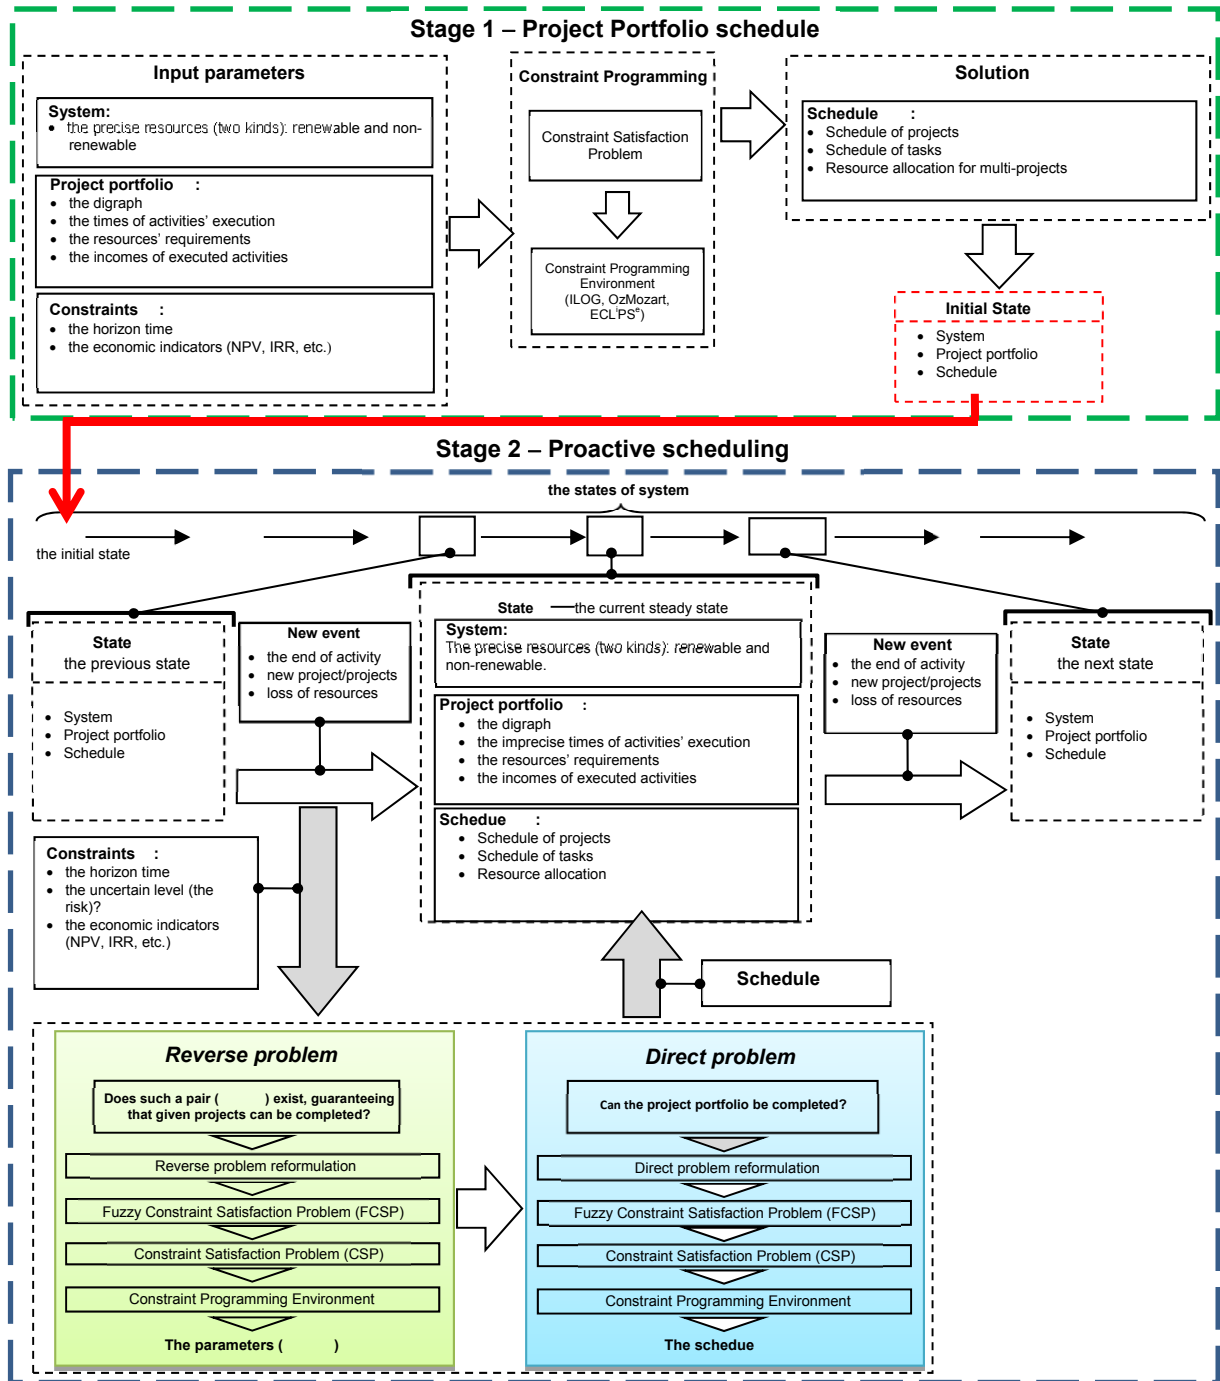 Stage 1 – Project Portfolio schedule
Input parameters
System:
• the precise resources (two kinds): renewable and non-
renewable
Project portfolio :
• the digraph
• the times of activities’ execution
• the resources’ requirements
• the incomes of executed activities
Constraints :
• the horizon time
• the economic indicators (NPV, IRR, etc.)
Constraint Programming
Constraint Satisfaction
Problem
Constraint Programming
Environment
(ILOG, OzMozart,
ECLiPSe)
Solution
Schedule :
• Schedule of projects
• Schedule of tasks
• Resource allocation for multi-projects
Initial State
• System
• Project portfolio
• Schedule
Stage 2 – Proactive scheduling
the states of system
the initial state
State
the previous state
• System
• Project portfolio
• Schedule
New event
• the end of activity
• new project/projects
• loss of resources
State — the current steady state
System:
The precise resources (two kinds): renewable and
non-renewable.
Project portfolio :
• the digraph
• the imprecise times of activities’ execution
• the resources’ requirements
• the incomes of executed activities
Schedue :
• Schedule of projects
• Schedule of tasks
• Resource allocation
New event
• the end of activity
• new project/projects
• loss of resources
State
the next state
• System
• Project portfolio
• Schedule
Constraints :
• the horizon time
• the uncertain level (the
risk)?
• the economic indicators
(NPV, IRR, etc.)
Schedule
Reverse problem
Does such a pair ( ) exist, guaranteeing
that given projects can be completed?
Reverse problem reformulation
Fuzzy Constraint Satisfaction Problem (FCSP)
Constraint Satisfaction Problem (CSP)
Constraint Programming Environment
The parameters ( )
Direct problem
Can the project portfolio be completed?
Direct problem reformulation
Fuzzy Constraint Satisfaction Problem (FCSP)
Constraint Satisfaction Problem (CSP)
Constraint Programming Environment
The schedue